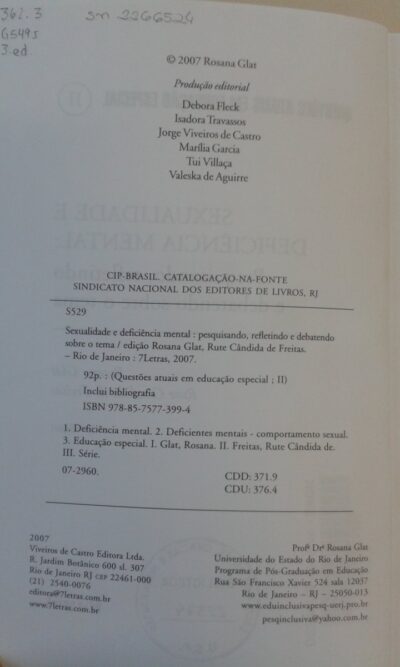 362.3
G549s
3.ed
sm 2266524
© 2007 Rosana Glat
Produção editorial
Debora Fleck
Isadora Travassos
Jorge Viveiros de Castro
Marília Garcia
Tui Villaça
Valeska de Aguirre
CIP-BRASIL. CATALOGAÇÃO-NA-FONTE
SINDICATO NACIONAL DOS EDITORES DE LIVROS, RJ
S529
Sexualidade e deficiência mental : pesquisando, refletindo e debatendo
sobre o tema / edição Rosana Glat, Rute Cândida de Freitas.
– Rio de Janeiro : 7Letras, 2007.
92p. : (Questões atuais em educação especial ; II)
Inclui bibliografia
ISBN 978-85-7577-399-4
1. Deficiência mental. 2. Deficientes mentais - comportamento sexual.
3. Educação especial. I. Glat, Rosana. II. Freitas, Rute Cândida de.
III. Série.
07-2960.
CDD: 371.9
CDU: 376.4
2007
Viveiros de Castro Editora Ltda.
R. Jardim Botânico 600 sl. 307
Rio de Janeiro RJ CEP 22461-000
(21) 2540-0076
editora@7letras.com.br
www.7letras.com.br
Profª Drª Rosana Glat
Universidade do Estado do Rio de Janeiro
Programa de Pós-Graduação em Educação
Rua São Francisco Xavier 524 sala 12037
Rio de Janeiro – RJ – 25050-013
www.eduinclusivapesq-uerj.pro.br
pesqinclusiva@yahoo.com.br